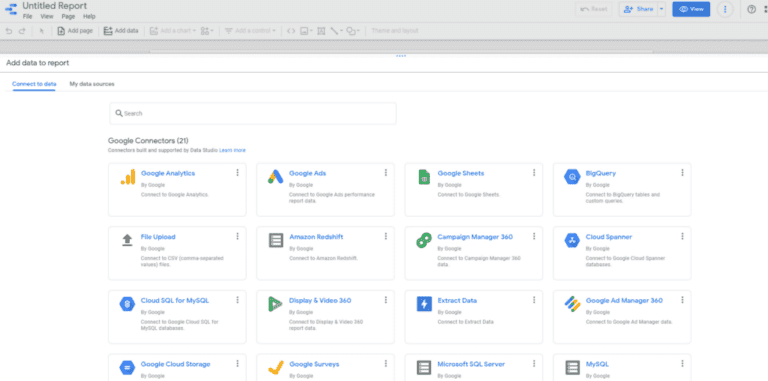 Untitled Report
File View Page Help
Reset Share View
Add page Add data Add a chart Add a control Theme and layout
Add data to report
Connect to data My data sources
Search
Google Connectors (21)
Connectors built and supported by Data Studio Learn more
Google Analytics
By Google
Connect to Google Analytics.
Google Ads
By Google
Connect to Google Ads performance
report data.
Google Sheets
By Google
Connect to Google Sheets.
BigQuery
By Google
Connect to BigQuery tables and
custom queries.
File Upload
By Google
Connect to CSV (comma-separated
values) files.
Amazon Redshift
By Google
Connect to Amazon Redshift.
Campaign Manager 360
By Google
Connect to Campaign Manager 360
data.
Cloud Spanner
By Google
Connect to Google Cloud Spanner
databases.
Cloud SQL for MySQL
By Google
Connect to Google Cloud SQL for
MySQL databases.
Display & Video 360
By Google
Connect to Display & Video 360
report data.
Extract Data
By Google
Connect to Extract Data
Google Ad Manager 360
By Google
Connect to Google Ad Manager data.
Google Cloud Storage
By Google
Google Surveys
By Google
Microsoft SQL Server
By Google
MySQL
By Google